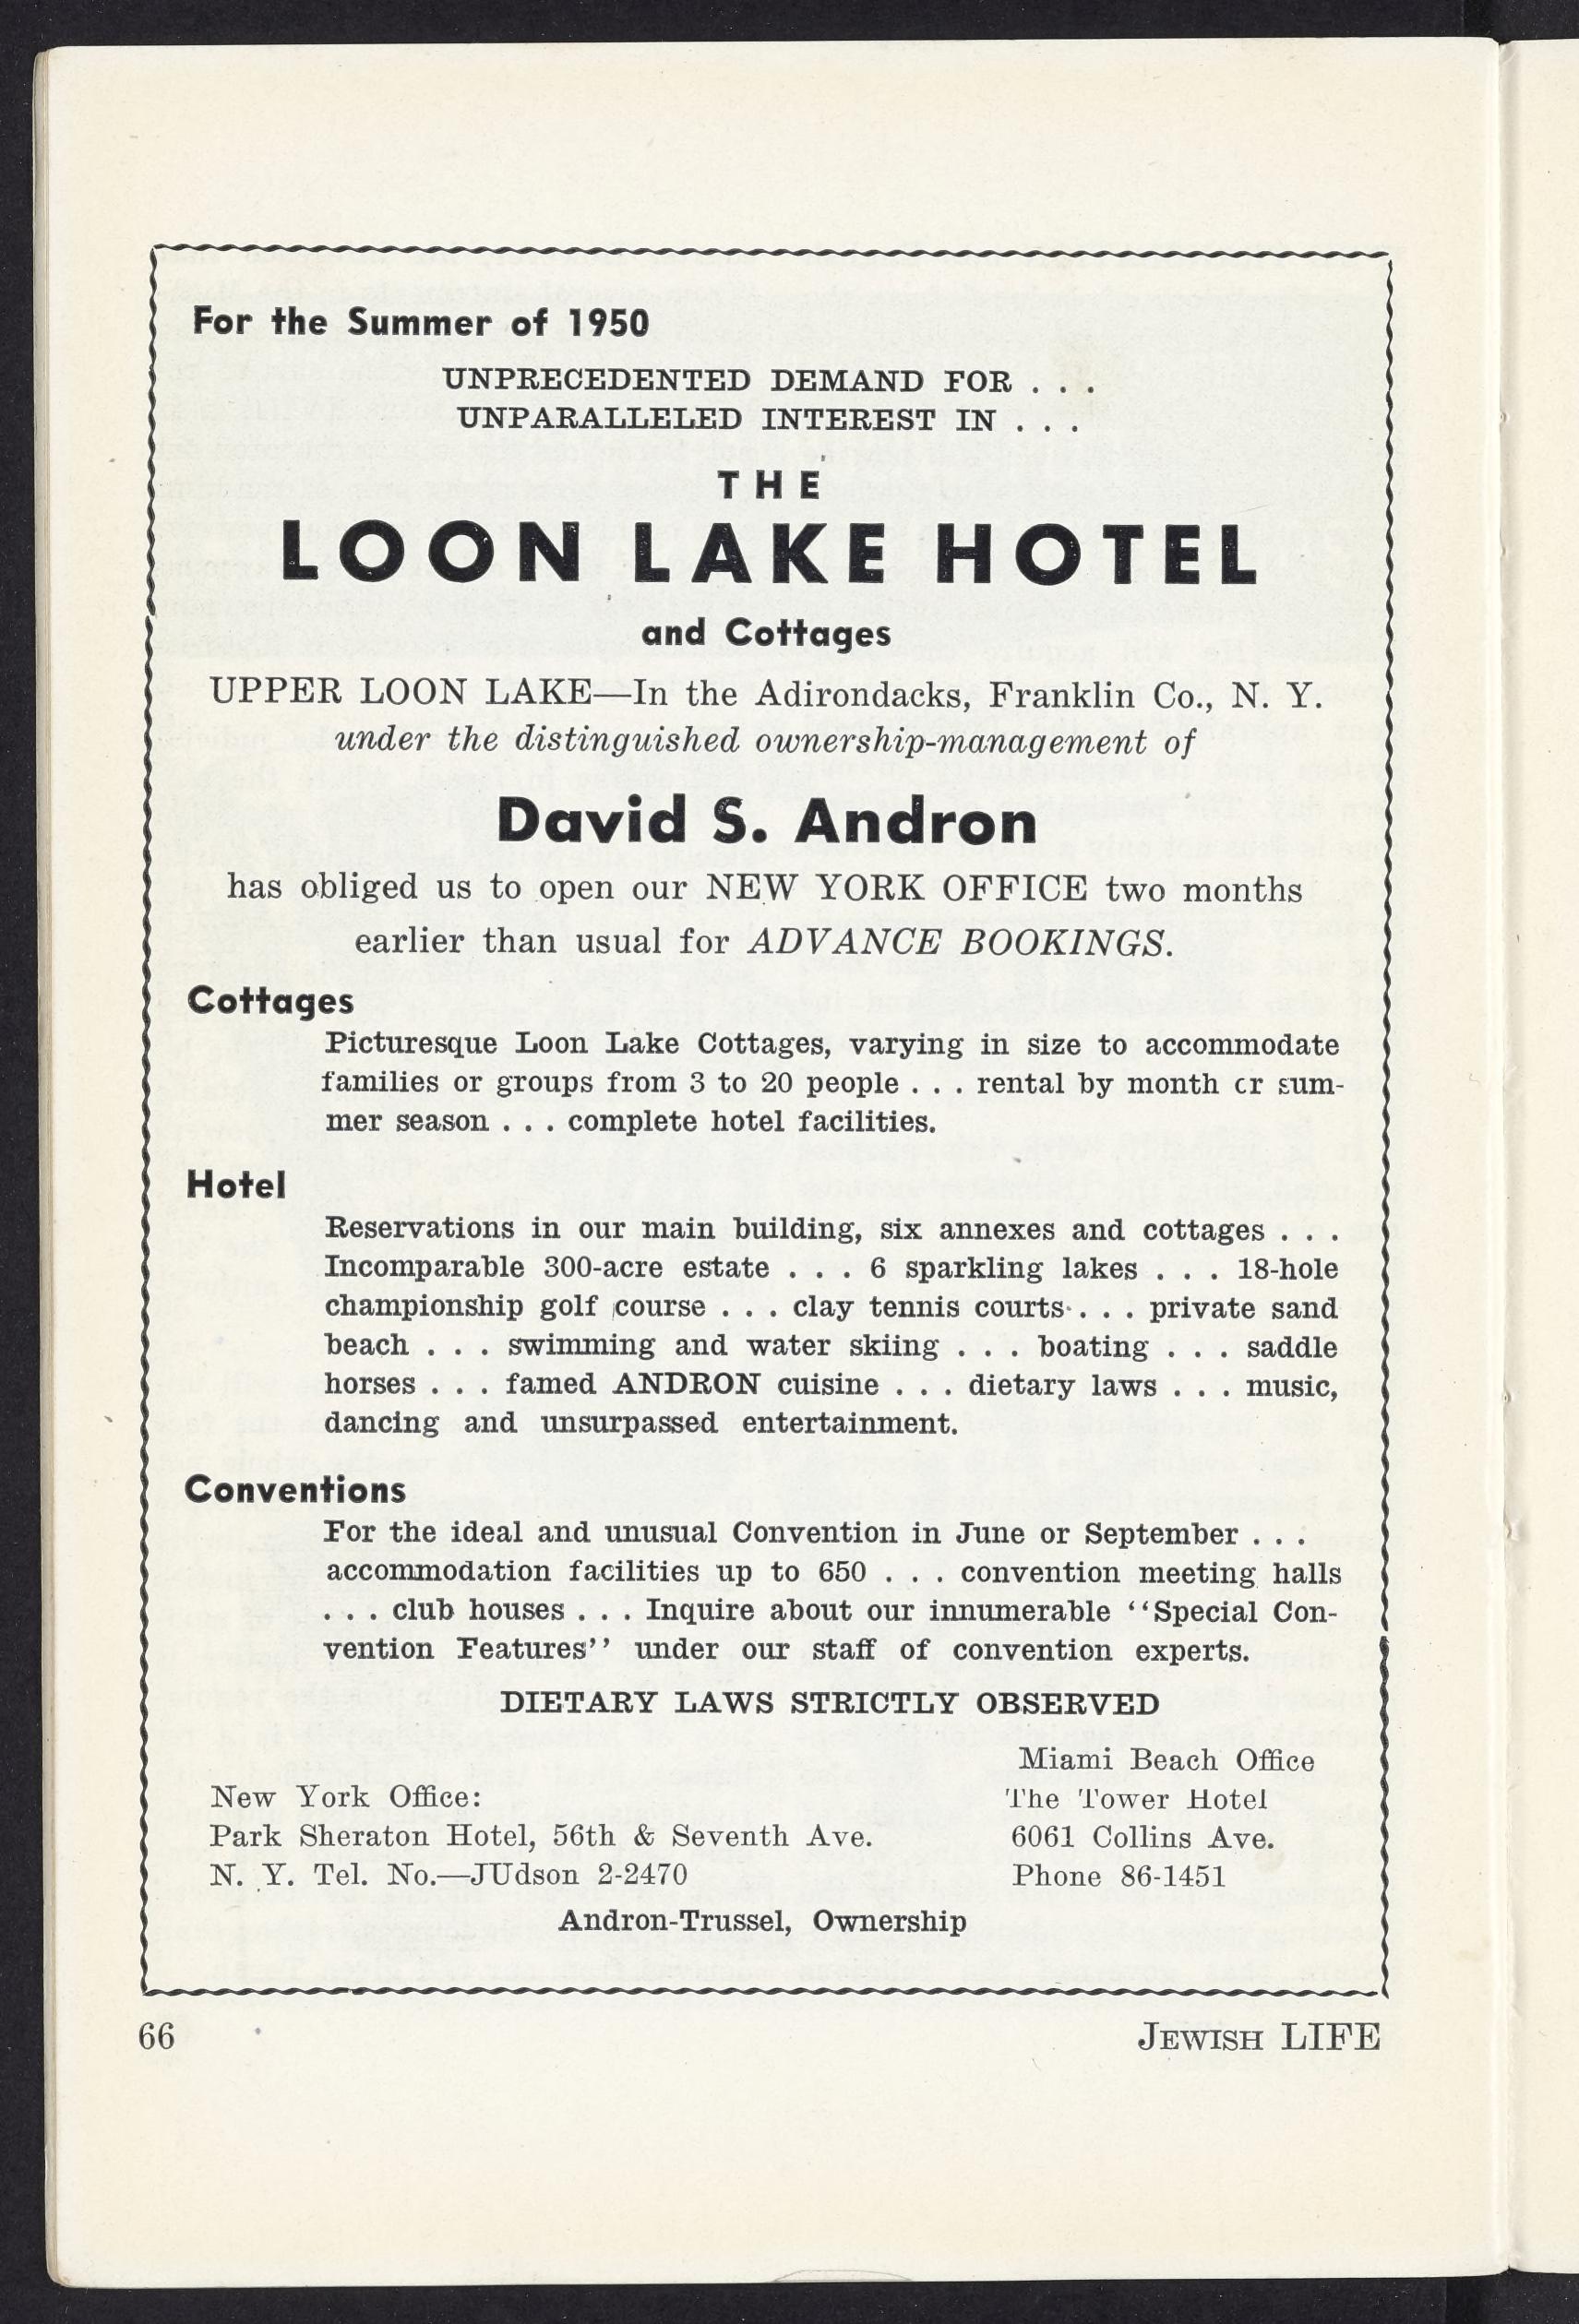 For the Summer of 1950
UNPRECEDENTED DEMAND FOR . . .
UNPARALLELED INTEREST IN . . .
THE
LOON LAKE HOTEL
and Cottages
UPPER LOON LAKE—In the Adirondacks, Franklin Co., N. Y.
under the distinguished ownership-management of
David S. Andron
has obliged us to open our NEW YORK OFFICE two months
earlier than usual for ADVANCE BOOKINGS.
Cottages
Picturesque Loon Lake Cottages, varying in size to accommodate
families or groups from 3 to 20 people . . . rental by month cr sum-
mer season . . . complete hotel facilities.
Hotel
Reservations in our main building, six annexes and cottages . . .
Incomparable 300-acre estate . . . 6 sparkling lakes . . . 18-hole
championship golf course . . . clay tennis courts . . . private sand
beach . . . swimming and water skiing . . . boating . . . saddle
horses . . . famed ANDRON cuisine . . . dietary laws . . . music,
dancing and unsurpassed entertainment.
Conventions
For the ideal and unusual Convention in June or September . . .
accommodation facilities up to 650 . . . convention meeting halls
. . . club houses . . . Inquire about our innumerable ‘‘Special Con-
vention Features’’ under our staff of convention experts.
DIETARY LAWS STRICTLY OBSERVED
New York Office:
Park Sheraton Hotel, 56th & Seventh Ave.
N. Y. Tel. No.—JUdson 2-2470
Miami Beach Office
The Tower Hotel
6061 Collins Ave.
Phone 86-1451
Andron-Trussel, Ownership
66
JEWISH LIFE